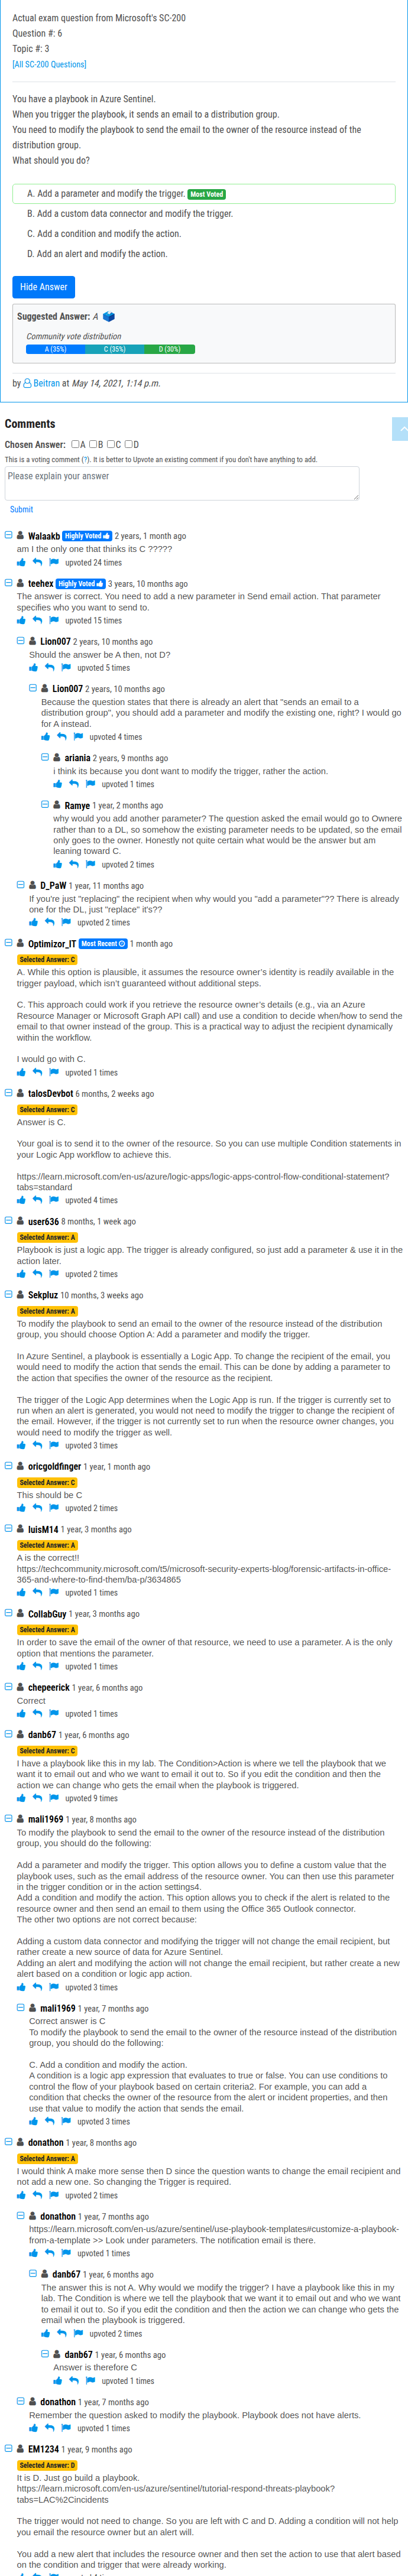 Actual exam question from Microsoft's SC-200
Question #: 6
Topic #: 3
[All SC-200 Questions]
You have a playbook in Azure Sentinel.
When you trigger the playbook, it sends an email to a distribution group.
You need to modify the playbook to send the email to the owner of the resource instead of the
distribution group.
What should you do?
A. Add a parameter and modify the trigger. Most Voted
B. Add a custom data connector and modify the trigger.
C. Add a condition and modify the action.
D. Add an alert and modify the action.
Hide Answer
Suggested Answer: A
Community vote distribution
A (35%) C (35%) D (30%)
by Beitran at May 14, 2021, 1:14 p.m.
Comments
Chosen Answer: A B C D
This is a voting comment (?). It is better to Upvote an existing comment if you don't have anything to add.
Please explain your answer
Submit
Walaakb Highly Voted 2 years, 1 month ago
am I the only one that thinks its C ?????
upvoted 24 times
teehex Highly Voted 3 years, 10 months ago
The answer is correct. You need to add a new parameter in Send email action. That parameter
specifies who you want to send to.
upvoted 15 times
Lion007 2 years, 10 months ago
Should the answer be A then, not D?
upvoted 5 times
Lion007 2 years, 10 months ago
Because the question states that there is already an alert that "sends an email to a
distribution group", you should add a parameter and modify the existing one, right? I would go
for A instead.
upvoted 4 times
ariania 2 years, 9 months ago
i think its because you dont want to modify the trigger, rather the action.
upvoted 1 times
Ramye 1 year, 2 months ago
why would you add another parameter? The question asked the email would go to Ownere
rather than to a DL, so somehow the existing parameter needs to be updated, so the email
only goes to the owner. Honestly not quite certain what would be the answer but am
leaning toward C.
upvoted 2 times
D_PaW 1 year, 11 months ago
If you're just "replacing" the recipient when why would you "add a parameter"?? There is already
one for the DL, just "replace" it's??
upvoted 2 times
Optimizor_IT Most Recent 1 month ago
Selected Answer: C
A. While this option is plausible, it assumes the resource owner's identity is readily available in the
trigger payload, which isn't guaranteed without additional steps.
C. This approach could work if you retrieve the resource owner's details (e.g., via an Azure
Resource Manager or Microsoft Graph API call) and use a condition to decide when/how to send the
email to that owner instead of the group. This is a practical way to adjust the recipient dynamically
within the workflow.
I would go with C.
upvoted 1 times
talosDevbot 6 months, 2 weeks ago
Selected Answer: C
Answer is C.
Your goal is to send it to the owner of the resource. So you can use multiple Condition statements in
your Logic App workflow to achieve this.
https://learn.microsoft.com/en-us/azure/logic-apps/logic-apps-control-flow-conditional-statement?
tabs=standard
upvoted 4 times
user636 8 months, 1 week ago
Selected Answer: A
Playbook is just a logic app. The trigger is already configured, so just add a parameter & use it in the
action later.
upvoted 2 times
Sekpluz 10 months, 3 weeks ago
Selected Answer: A
To modify the playbook to send an email to the owner of the resource instead of the distribution
group, you should choose Option A: Add a parameter and modify the trigger.
In Azure Sentinel, a playbook is essentially a Logic App. To change the recipient of the email, you
would need to modify the action that sends the email. This can be done by adding a parameter to
the action that specifies the owner of the resource as the recipient.
The trigger of the Logic App determines when the Logic App is run. If the trigger is currently set to
run when an alert is generated, you would not need to modify the trigger to change the recipient of
the email. However, if the trigger is not currently set to run when the resource owner changes, you
would need to modify the trigger as well.
upvoted 3 times
oricgoldfinger 1 year, 1 month ago
Selected Answer: C
This should be C
upvoted 2 times
luisM14 1 year, 3 months ago
Selected Answer: A
A is the correct!!
https://techcommunity.microsoft.com/t5/microsoft-security-experts-blog/forensic-artifacts-in-office-
365-and-where-to-find-them/ba-p/3634865
upvoted 1 times
CollabGuy 1 year, 3 months ago
Selected Answer: A
In order to save the email of the owner of that resource, we need to use a parameter. A is the only
option that mentions the parameter.
upvoted 1 times
chepeerick 1 year, 6 months ago
Correct
upvoted 1 times
danb67 1 year, 6 months ago
Selected Answer: C
I have a playbook like this in my lab. The Condition>Action is where we tell the playbook that we
want it to email out and who we want to email it out to. So if you edit the condition and then the
action we can change who gets the email when the playbook is triggered.
upvoted 9 times
mali1969 1 year, 8 months ago
To modify the playbook to send the email to the owner of the resource instead of the distribution
group, you should do the following:
Add a parameter and modify the trigger. This option allows you to define a custom value that the
playbook uses, such as the email address of the resource owner. You can then use this parameter
in the trigger condition or in the action settings4.
Add a condition and modify the action. This option allows you to check if the alert is related to the
resource owner and then send an email to them using the Office 365 Outlook connector.
The other two options are not correct because:
Adding a custom data connector and modifying the trigger will not change the email recipient, but
rather create a new source of data for Azure Sentinel.
Adding an alert and modifying the action will not change the email recipient, but rather create a new
alert based on a condition or logic app action.
upvoted 3 times
mali1969 1 year, 7 months ago
Correct answer is C
To modify the playbook to send the email to the owner of the resource instead of the distribution
group, you should do the following:
C. Add a condition and modify the action.
A condition is a logic app expression that evaluates to true or false. You can use conditions to
control the flow of your playbook based on certain criteria2. For example, you can add a
condition that checks the owner of the resource from the alert or incident properties, and then
use that value to modify the action that sends the email.
upvoted 3 times
donathon 1 year, 8 months ago
Selected Answer: A
I would think A make more sense then D since the question wants to change the email recipient and
not add a new one. So changing the Trigger is required.
upvoted 2 times
donathon 1 year, 7 months ago
https://learn.microsoft.com/en-us/azure/sentinel/use-playbook-templates#customize-a-playbook-
from-a-template >> Look under parameters. The notification email is there.
upvoted 1 times
danb67 1 year, 6 months ago
The answer this is not A. Why would we modify the trigger? I have a playbook like this in my
lab. The Condition is where we tell the playbook that we want it to email out and who we want
to email it out to. So if you edit the condition and then the action we can change who gets the
email when the playbook is triggered.
upvoted 2 times
danb67 1 year, 6 months ago
Answer is therefore C
upvoted 1 times
donathon 1 year, 7 months ago
Remember the question asked to modify the playbook. Playbook does not have alerts.
upvoted 1 times
EM1234 1 year, 9 months ago
Selected Answer: D
It is D. Just go build a playbook.
https://learn.microsoft.com/en-us/azure/sentinel/tutorial-respond-threats-playbook?
tabs=LAC%2Cincidents
The trigger would not need to change. So you are left with C and D. Adding a condition will not help
you email the resource owner but an alert will.
You add a new alert that includes the resource owner and then set the action to use that alert based
on the condition and trigger that were already working.